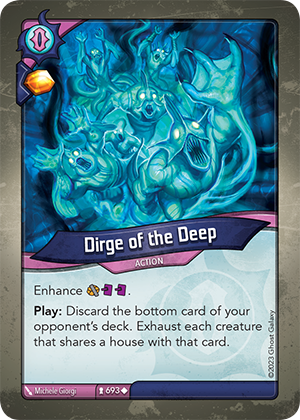 Dirge of the Deep
ACTION
Enhance .
Play: Discard the bottom card of your
opponent's deck. Exhaust each creature
that shares a house with that card.
Michele Giorgi
693
©2023 Ghost Galaxy